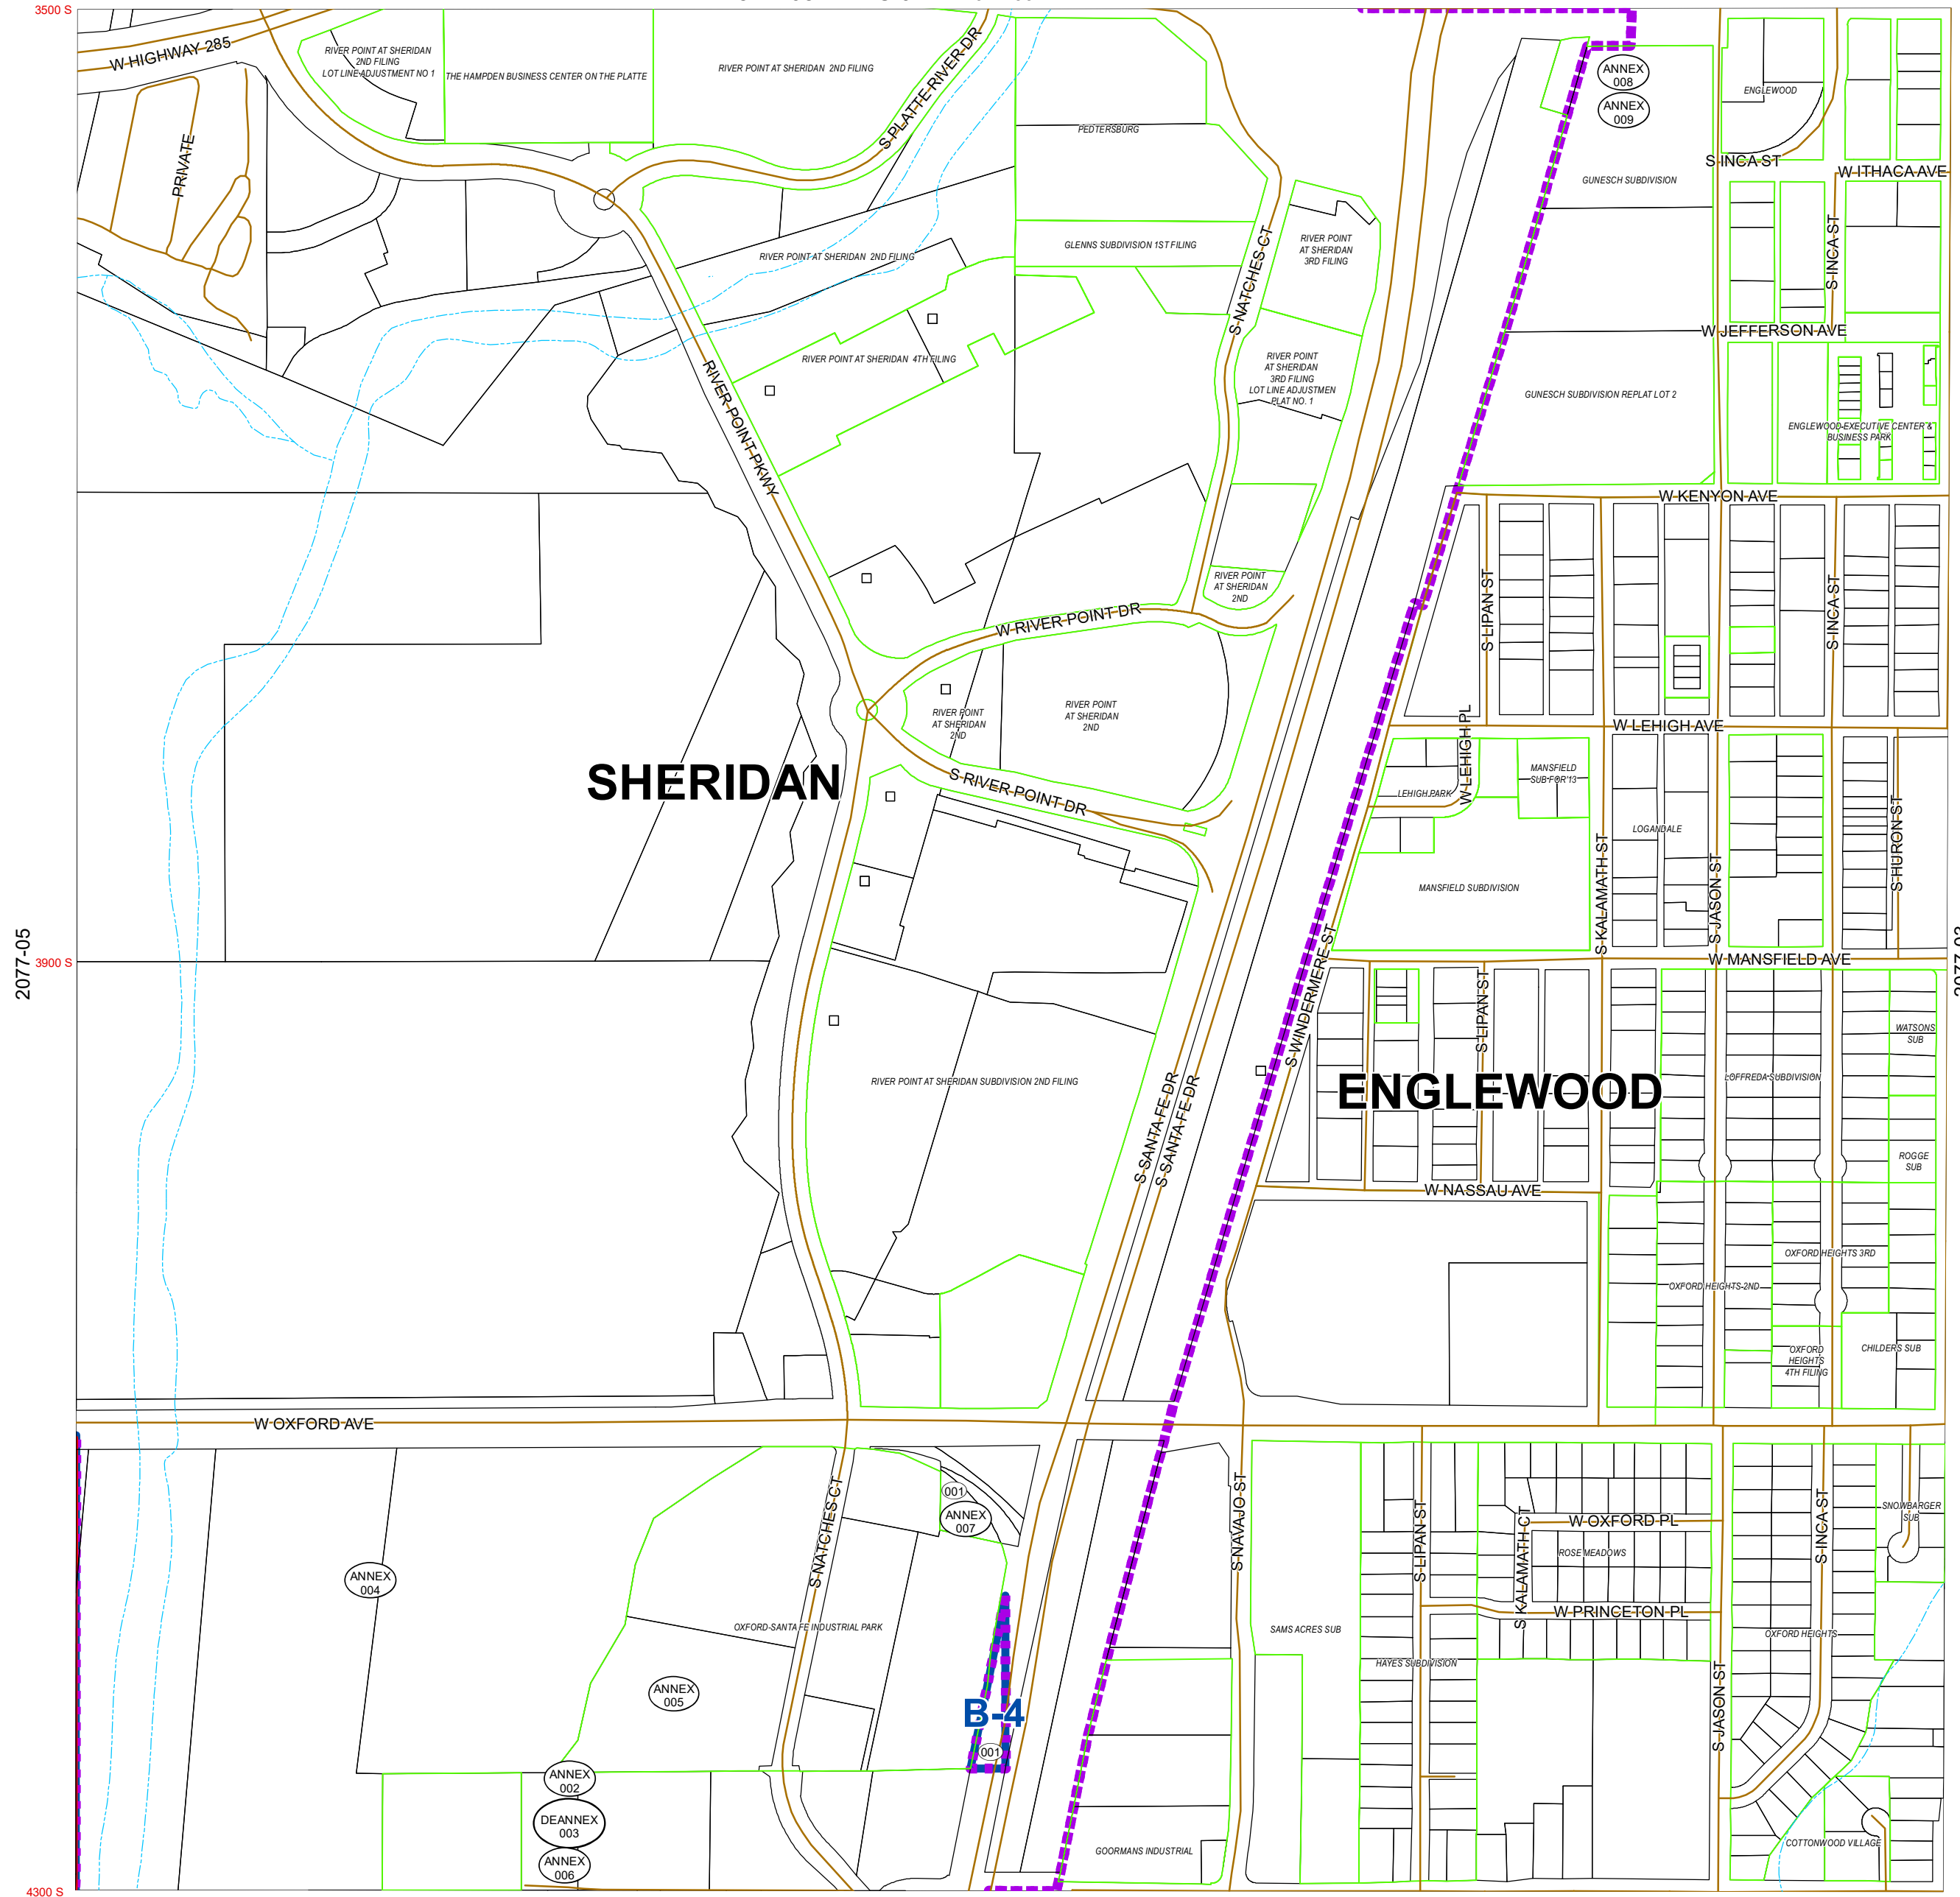 3500 S
W HIGHWAY 285
RIVER POINT AT SHERIDAN
2ND FILING
LOT LINE ADJUSTMENT NO 1
THE HAMPDEN BUSINESS CENTER ON THE PLATTE
RIVER POINT AT SHERIDAN 2ND FILING
S PLATTE RIVER DR
PRIVATE
PEDTERSBURG
ANNEX
008
ANNEX
009
ENGLEWOOD
S INCA ST
W ITHACA AVE
GUNESCH SUBDIVISION
S INCA ST
RIVER POINT AT SHERIDAN 2ND FILING
GLENNS SUBDIVISION 1ST FILING
S NATCHES CT
RIVER POINT
AT SHERIDAN
3RD FILING
W JEFFERSON AVE
RIVER POINT AT SHERIDAN 4TH FILING
RIVER POINT PKWY
RIVER POINT
AT SHERIDAN
3RD FILING
LOT LINE ADJUSTMEN
PLAT NO. 1
GUNESCH SUBDIVISION REPLAT LOT 2
ENGLEWOOD EXECUTIVE CENTER &
BUSINESS PARK
W KENYON AVE
S LIPAN ST
S INCA ST
RIVER POINT
AT SHERIDAN
2ND
W RIVER POINT DR
RIVER POINT
AT SHERIDAN
2ND
RIVER POINT
AT SHERIDAN
2ND
W LEHIGH AVE
W LEHIGH PL
SHERIDAN
S RIVER POINT DR
LEHIGH PARK
MANSFIELD
SUB FOR 13
LOGANDALE
S HURON ST
S KALAMATH ST
S JASON ST
MANSFIELD SUBDIVISION
2077-05
3900 S
2077-03
W MANSFIELD AVE
S WINDERMERE ST
S LIPAN ST
WATSONS
SUB
RIVER POINT AT SHERIDAN SUBDIVISION 2ND FILING
ENGLEWOOD
LOFFREDA SUBDIVISION
S SANTA FE DR
S SANTA FE DR
ROGGE
SUB
W NASSAU AVE
OXFORD HEIGHTS 3RD
OXFORD HEIGHTS 2ND
OXFORD
HEIGHTS
4TH FILING
CHILDERS SUB
W OXFORD AVE
S NATCHES CT
001
ANNEX
007
S NAVAJO ST
S LIPAN ST
S KALAMATH CT
W OXFORD PL
ROSE MEADOWS
S INCA ST
SNOWBARGER
SUB
ANNEX
004
W PRINCETON PL
OXFORD-SANTA FE INDUSTRIAL PARK
SAMS ACRES SUB
HAYES SUBDIVISION
OXFORD HEIGHTS
S JASON ST
ANNEX
005
B-4
001
ANNEX
002
DEANNEX
003
ANNEX
006
GOORMANS INDUSTRIAL
COTTONWOOD VILLAGE
4300 S